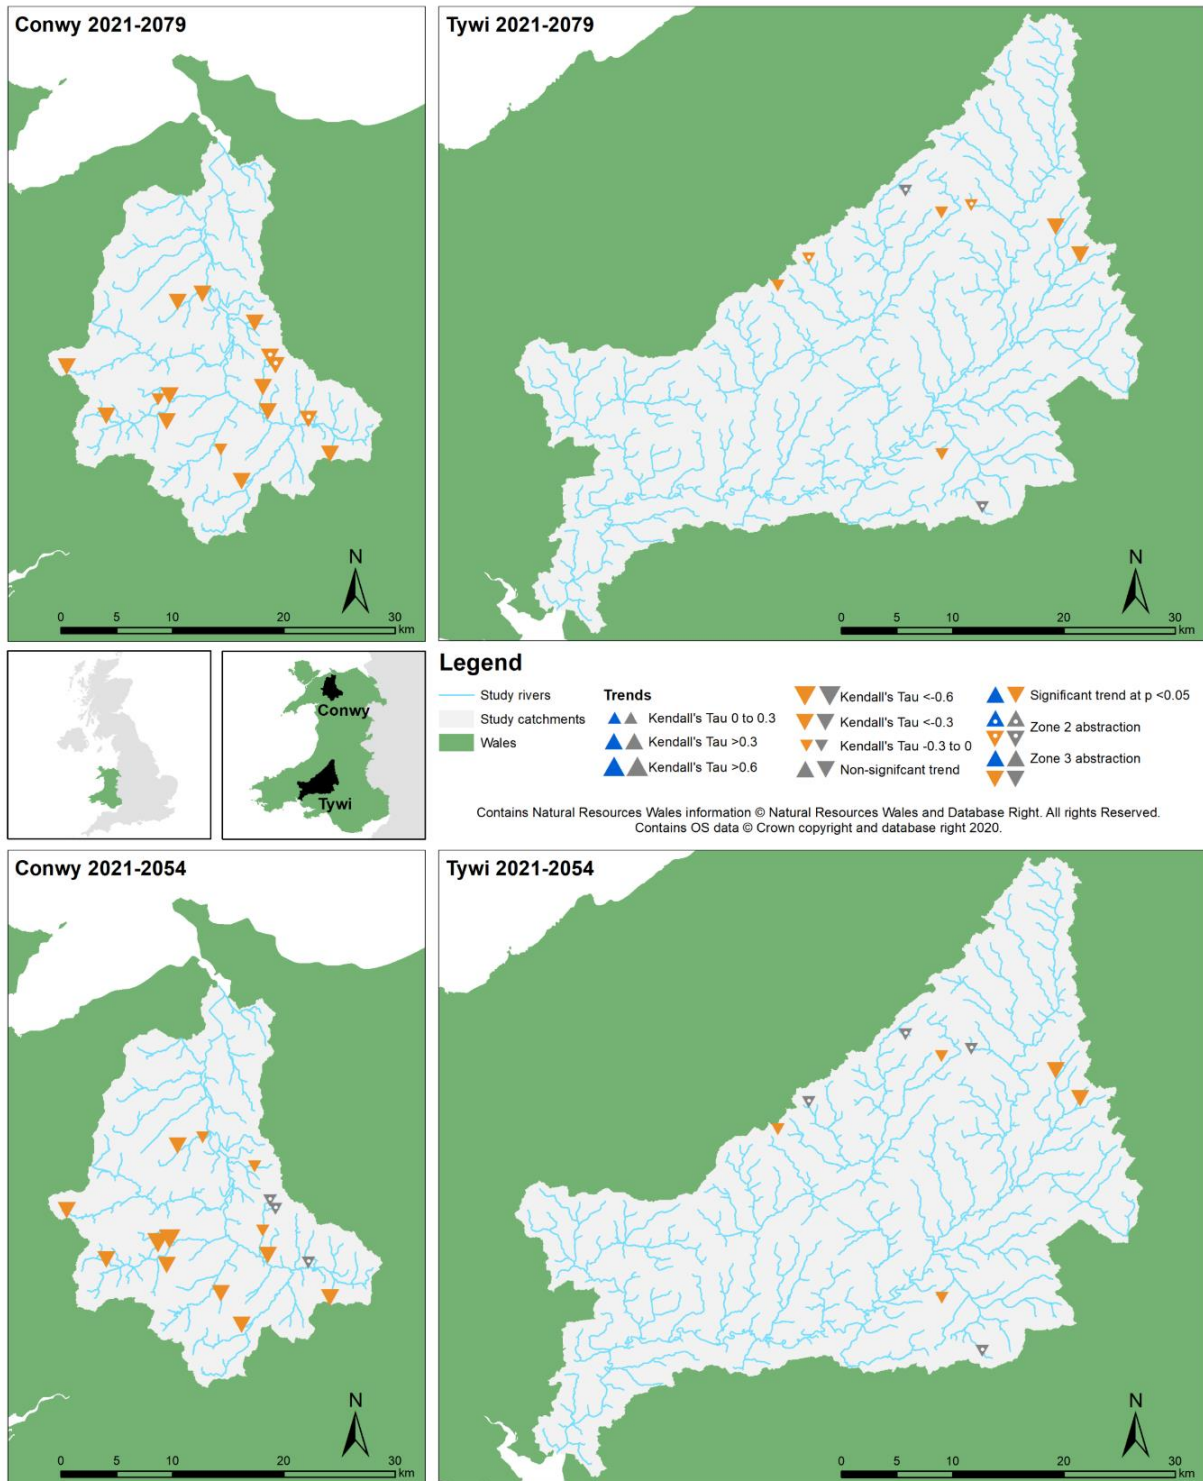 Conwy 2021-2079
Tywi 2021-2079
N
0 5 10 20 30
km
N
0 5 10 20 30
km
Conwy
Tywi
Legend
Study rivers
Study catchments
Wales
Trends
Kendall's Tau 0 to 0.3
Kendall's Tau >0.3
Kendall's Tau >0.6
Kendall's Tau <-0.6
Kendall's Tau <-0.3
Kendall's Tau -0.3 to 0
Non-signifcant trend
Significant trend at p <0.05
Zone 2 abstraction
Zone 3 abstraction
Contains Natural Resources Wales information © Natural Resources Wales and Database Right. All rights Reserved.
Contains OS data © Crown copyright and database right 2020.
Conwy 2021-2054
Tywi 2021-2054
N
0 5 10 20 30
km
N
0 5 10 20 30
km